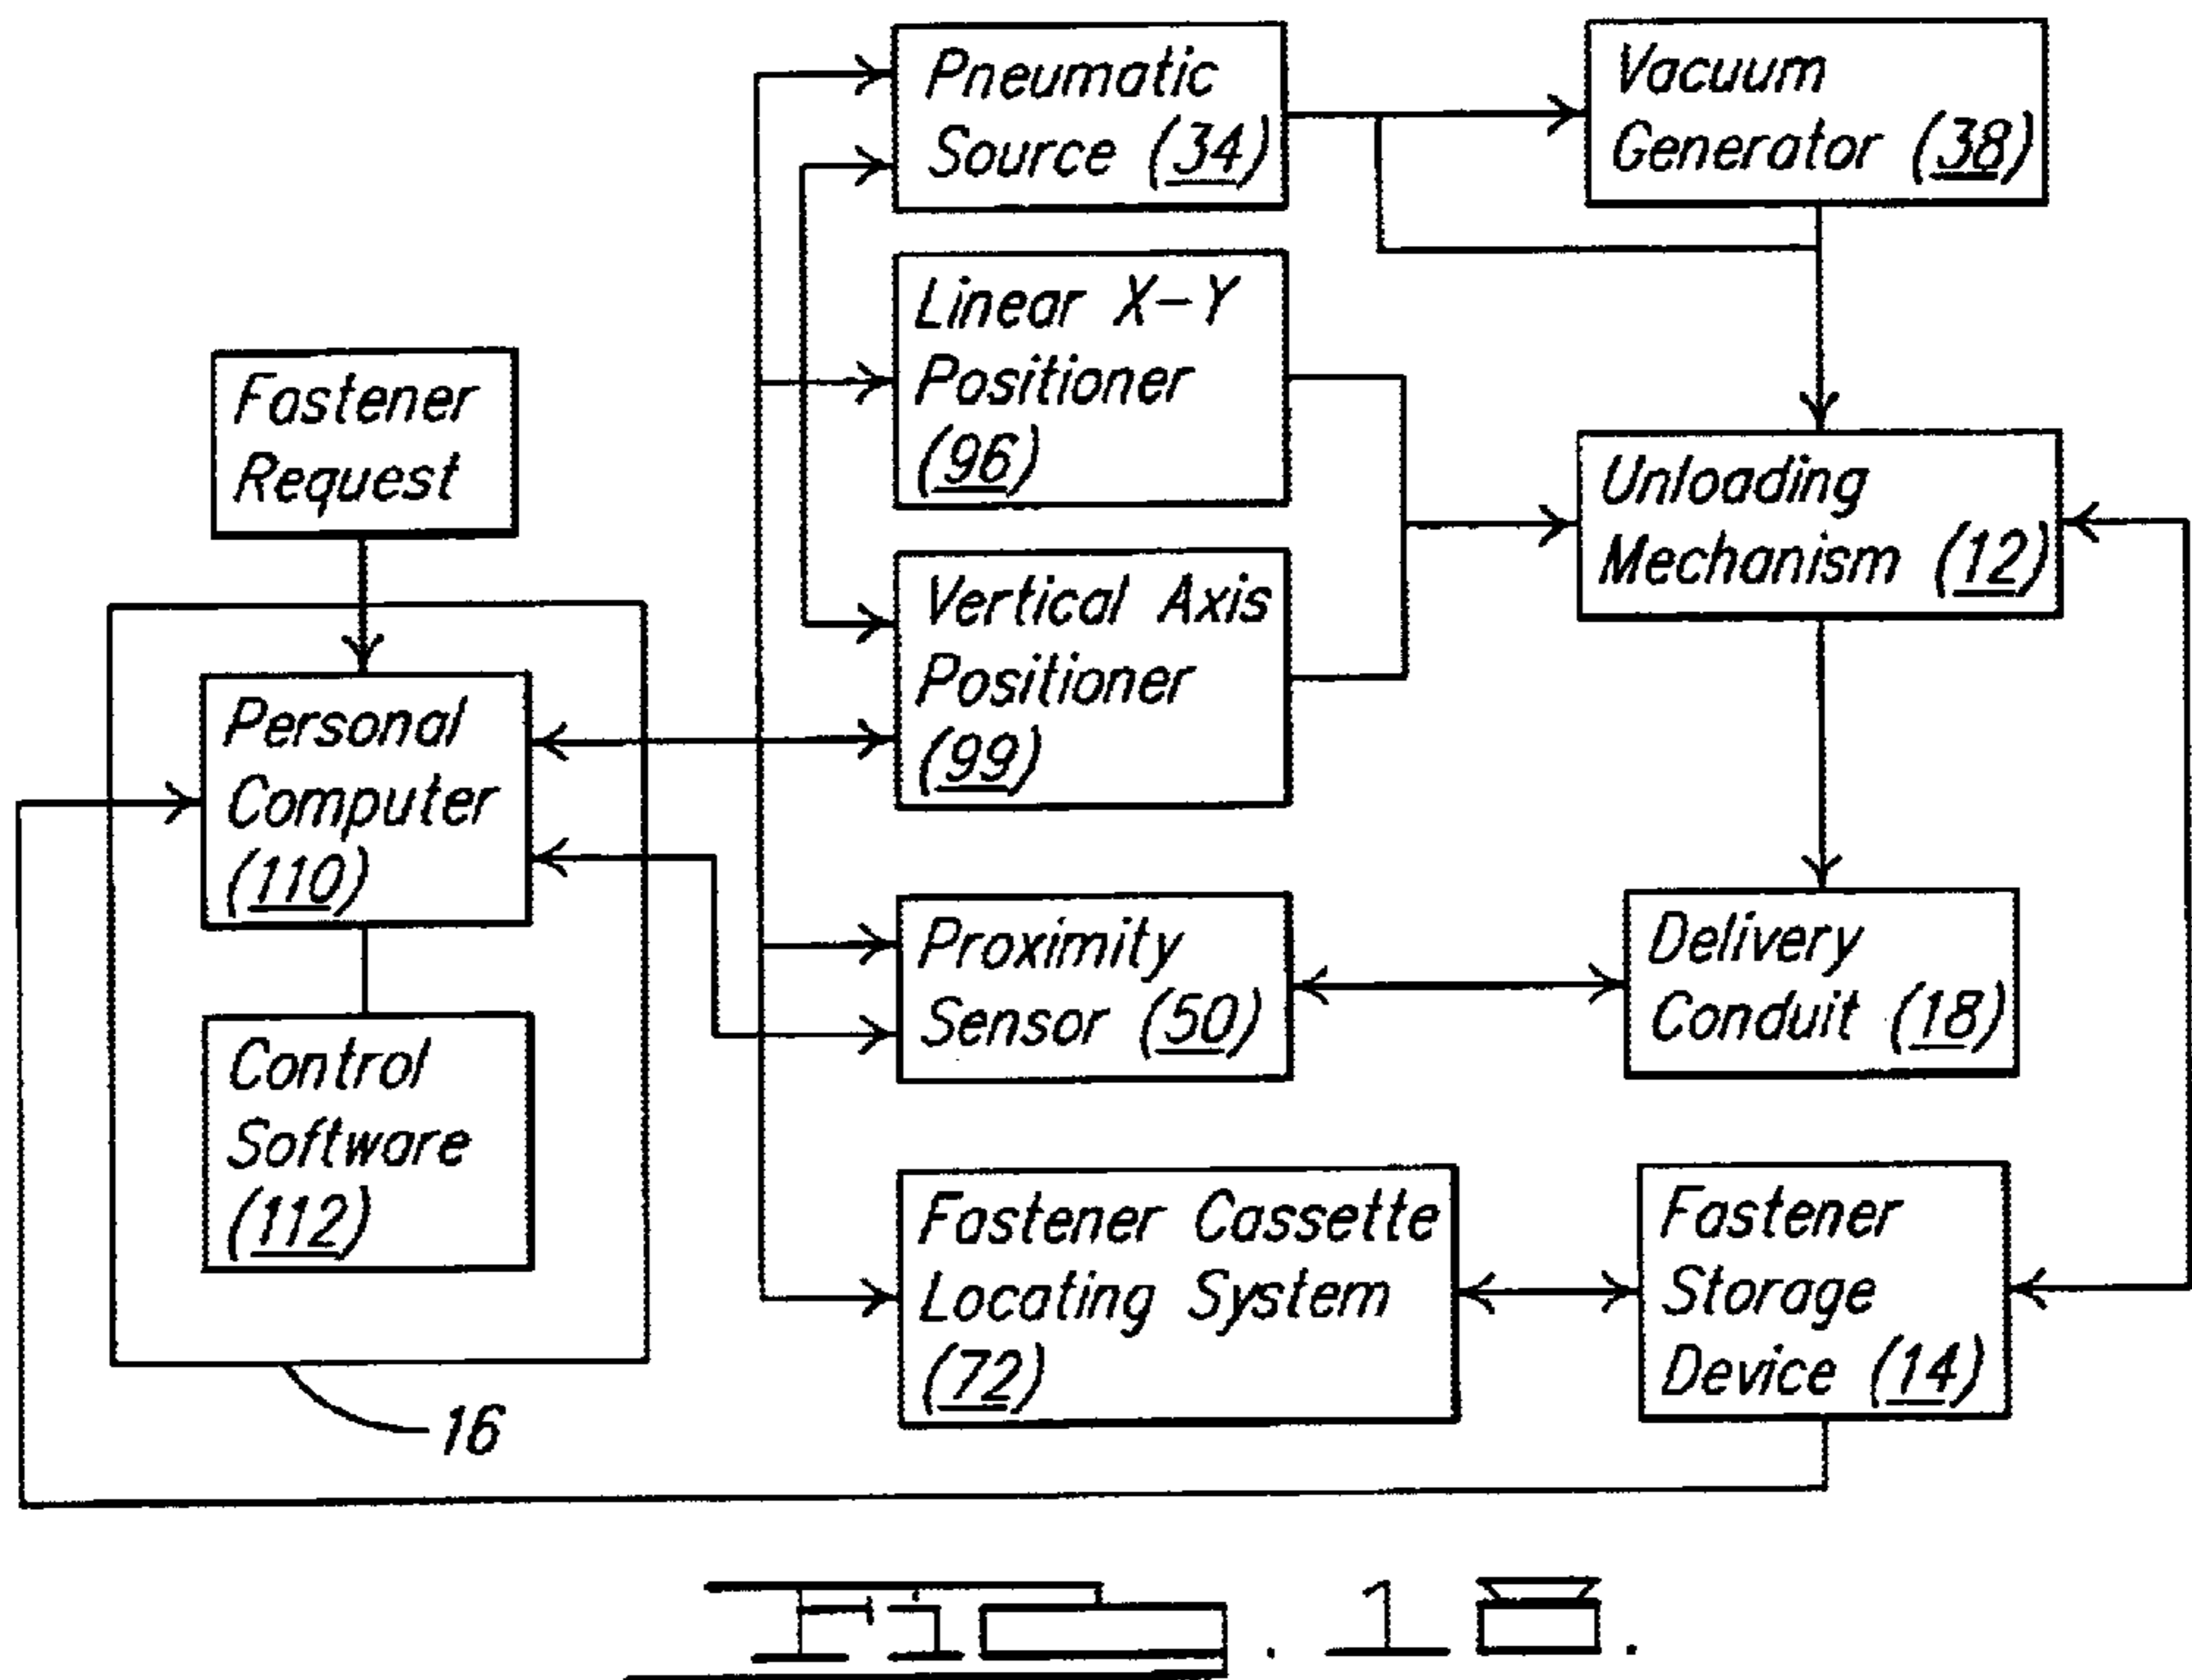 Pneumatic
Source (34)
Vacuum
Generator (38)
Linear X-Y
Positioner
(96)
Fastener
Request
Unloading
Mechanism (12)
Vertical Axis
Positioner
(99)
Personal
Computer
(110)
Proximity
Sensor (50)
Delivery
Conduit (18)
Control
Software
(112)
Fastener Cassette
Locating System
(72)
Fastener
Storage
Device (14)
16